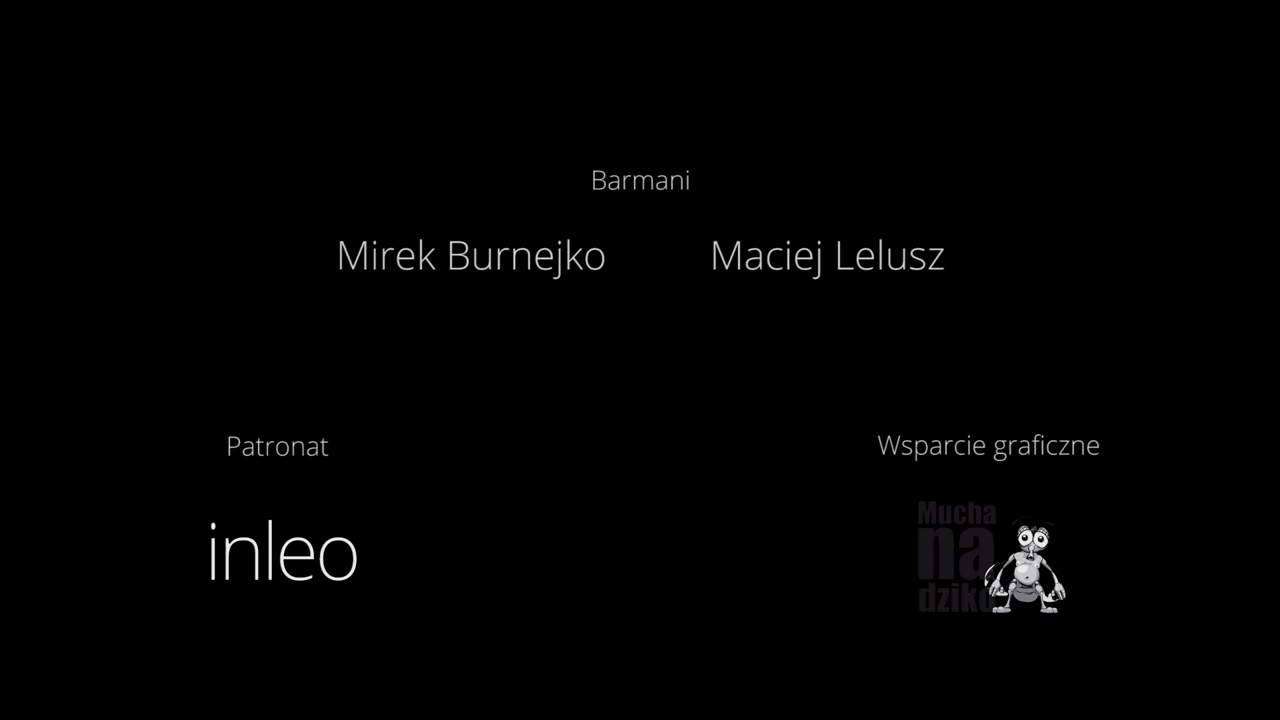 Barmani
Mirek Burnejko
Maciej Lelusz
Patronat
Wsparcie graficzne
inleo
Mucha
na
dziko